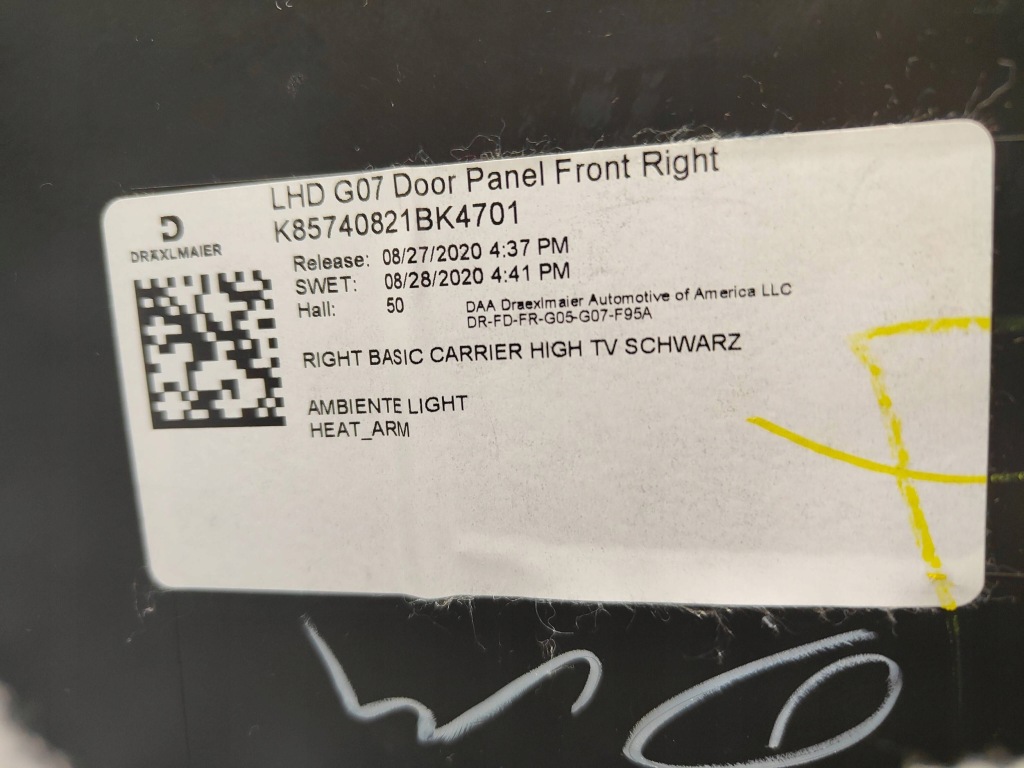 LHD G07 Door Panel Front Right
K85740821BK4701
DRÄXLMAIER
Release: 08/27/2020 4:37 PM
SWET: 08/28/2020 4:41 PM
Hall: 50
DAA Draexlmaier Automotive of America LLC
DR-FD-FR-G05-G07-F95A
RIGHT BASIC CARRIER HIGH TV SCHWARZ
AMBIENTE LIGHT
HEAT_ARM